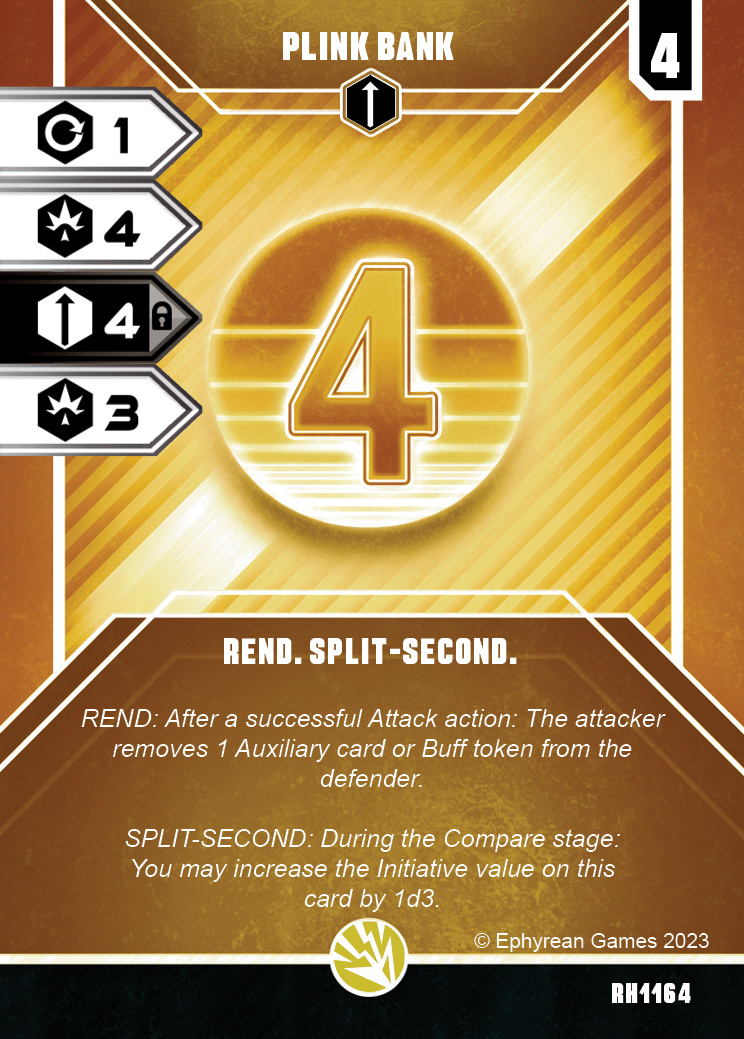 PLINK BANK
4
1
4
4
3
4
REND. SPLIT-SECOND.
REND: After a successful Attack action: The attacker
removes 1 Auxiliary card or Buff token from the
defender.
SPLIT-SECOND: During the Compare stage:
You may increase the Initiative value on this
card by 1d3.
© Ephyrean Games 2023
RH1164